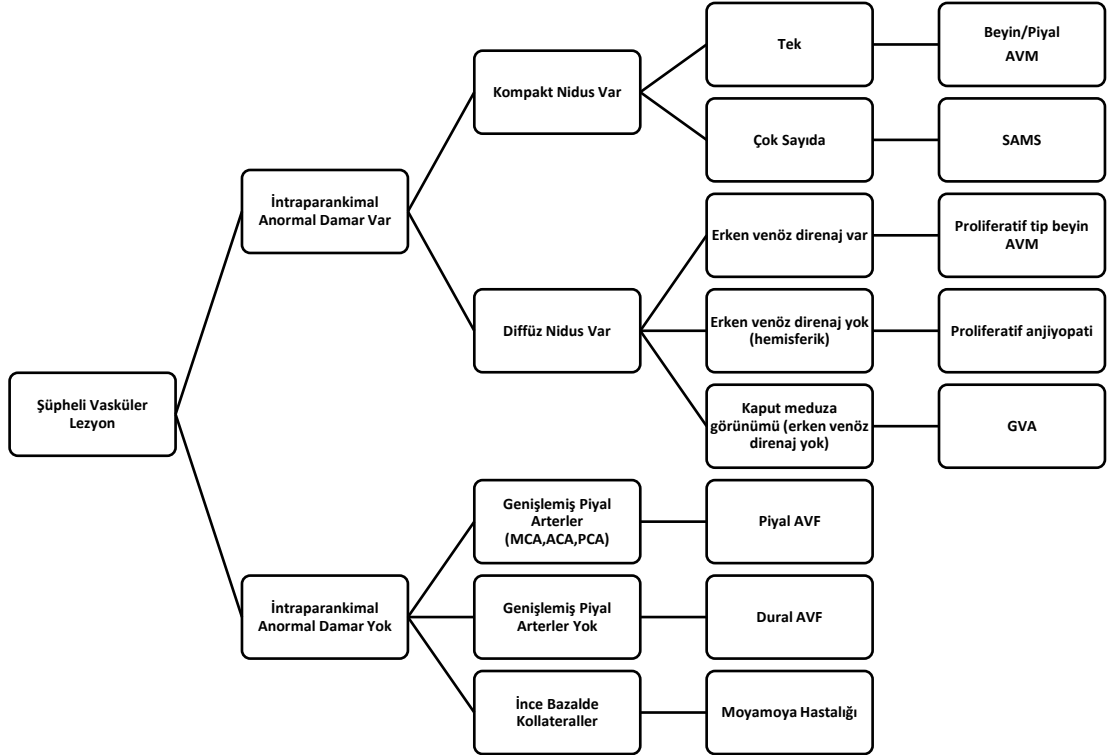 Şüpheli Vasküler
Lezyon
İntraparankimal
Anormal Damar Var
Kompakt Nidus Var
Tek
Beyin/Piyal
AVM
Çok Sayıda
SAMS
Diffüz Nidus Var
Erken venöz direnaj var
Proliferatif tip beyin
AVM
Erken venöz direnaj yok
(hemisferik)
Proliferatif anjiyopati
Kaput meduza
görünümü (erken venöz
direnaj yok)
GVA
İntraparankimal
Anormal Damar Yok
Genişlemiş Piyal
Arterler
(MCA,ACA,PCA)
Piyal AVF
Genişlemiş Piyal
Arterler Yok
Dural AVF
İnce Bazalde
Kollateraller
Moyamoya Hastalığı